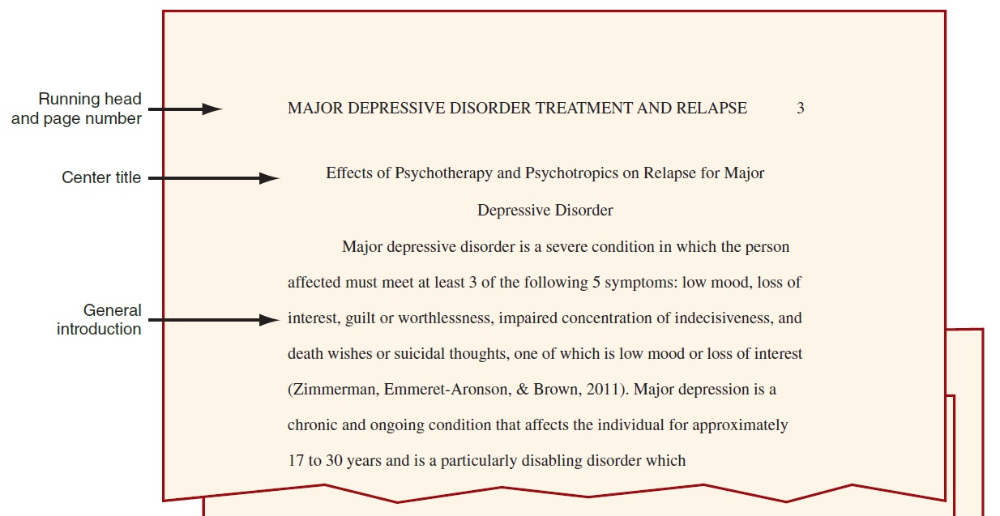 Running head
and page number
MAJOR DEPRESSIVE DISORDER TREATMENT AND RELAPSE 3
Center title
Effects of Psychotherapy and Psychotropics on Relapse for Major
Depressive Disorder
Major depressive disorder is a severe condition in which the person
affected must meet at least 3 of the following 5 symptoms: low mood, loss of
General
introduction
interest, guilt or worthlessness, impaired concentration of indecisiveness, and
death wishes or suicidal thoughts, one of which is low mood or loss of interest
(Zimmerman, Emmeret-Aronson, & Brown, 2011). Major depression is a
chronic and ongoing condition that affects the individual for approximately
17 to 30 years and is a particularly disabling disorder which